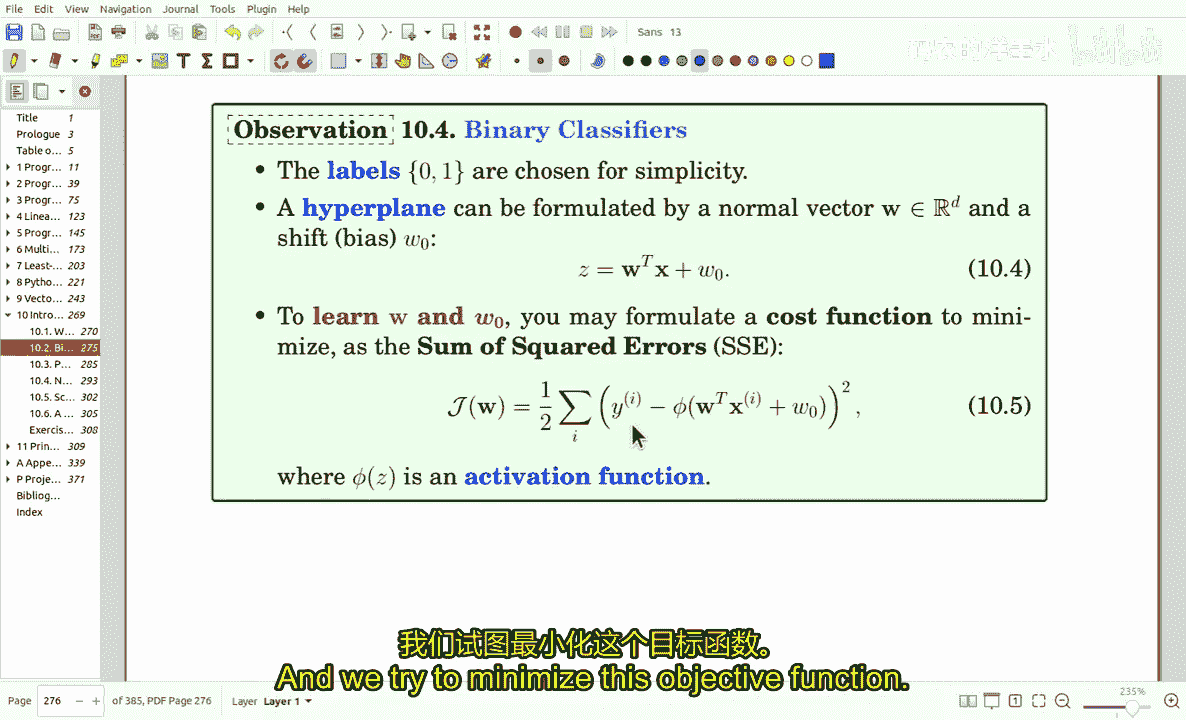 File Edit View Navigation Journal Tools Plugin Help
Sans 13
Title 1
Prologue 3
Table o... 5
1 Progr... 11
2 Progr... 39
3 Progr... 75
4 Linea... 123
5 Progr... 145
6 Multi... 173
7 Least-... 203
8 Pytho... 221
9 Vecto... 243
10 Intro... 269
10.1. W... 270
10.2. Bi... 275
10.3. P... 285
10.4. N... 293
10.5. Sc... 302
10.6. A ... 305
Exercis... 308
11 Prin... 309
A Appe... 339
P Proje... 371
Bibliog...
Index
Observation 10.4. Binary Classifiers
• The labels {0, 1} are chosen for simplicity.
• A hyperplane can be formulated by a normal vector w ∈ ℝ^d and a
shift (bias) w₀:
z = w^T x + w₀. (10.4)
• To learn w and w₀, you may formulate a cost function to mini-
mize, as the Sum of Squared Errors (SSE):
𝒥(w) = 1/2 ∑_i (y^(i) − ϕ(w^T x^(i) + w₀))², (10.5)
where ϕ(z) is an activation function.
我们试图最小化这个目标函数。
And we try to minimize this objective function.
Page 276 of 385, PDF Page 276 Layer Layer 1 235%